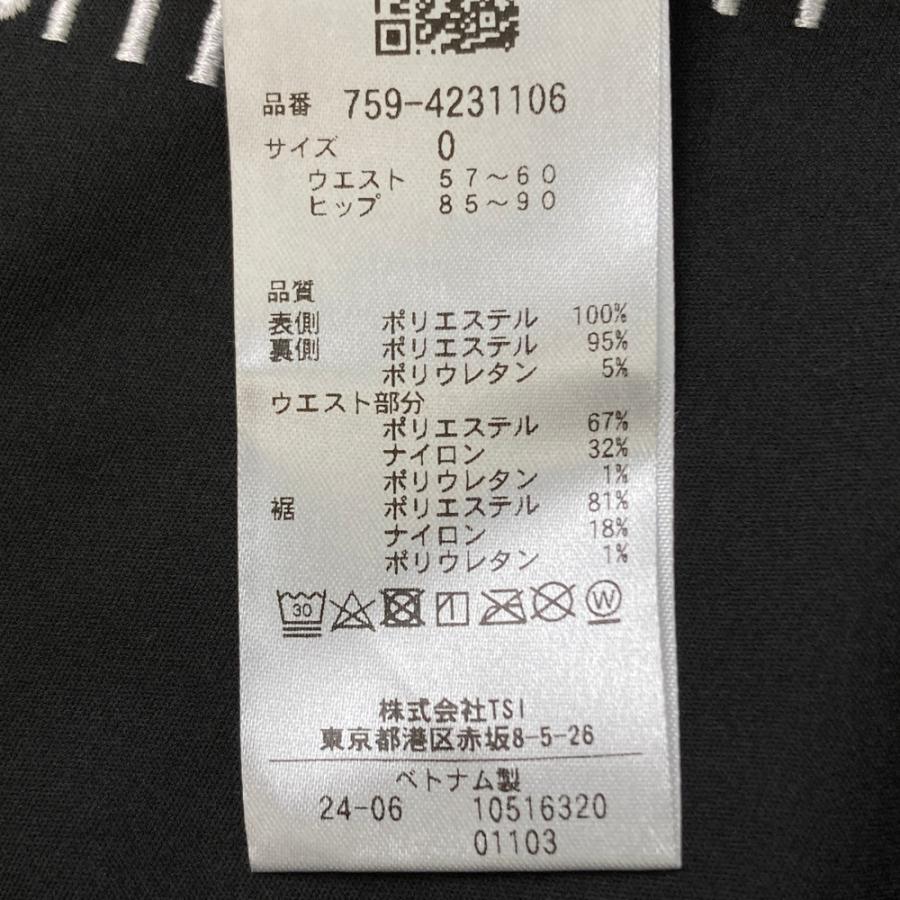 品番 759-4231106
サイズ 0
ウエスト 57〜60
ヒップ 85〜90
品質
表側 ポリエステル 100%
裏側 ポリエステル 95%
ポリウレタン 5%
ウエスト部分
ポリエステル 67%
ナイロン 32%
ポリウレタン 1%
裾 ポリエステル 81%
ナイロン 18%
ポリウレタン 1%
30 W
株式会社TSI
東京都港区赤坂8-5-26
ベトナム製
24-06 10516320
01103